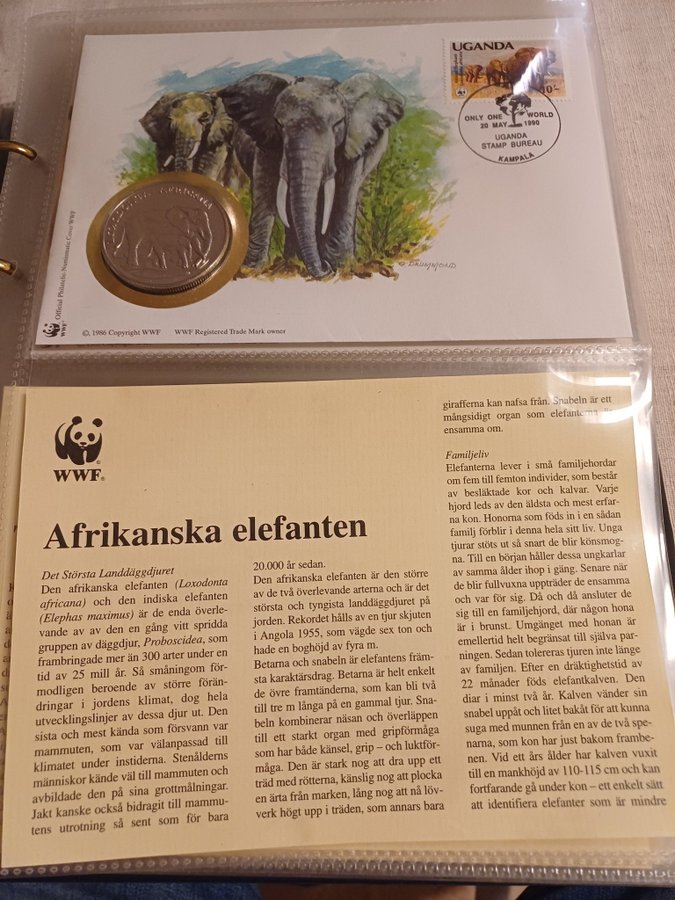 UGANDA
10/-
ONLY ONE WORLD
20 MAY 1990
UGANDA
STAMP BUREAU
KAMPALA
LOXODONTA AFRICANA
© DRUMMOND
Official Philatelic-Numismatic Cover WWF
WWF
©, 1986 Copyright WWF WWF Registered Trade Mark owner
WWF
Afrikanska elefanten
Det Största Landdäggdjuret
Den afrikanska elefanten (Loxodonta
africana) och den indiska elefanten
(Elephas maximus) är de enda överle-
vande av av den en gång vitt spridda
gruppen av däggdjur, Proboscidea, som
frambringade mer än 300 arter under en
tid av 25 mill år. Så småningom för-
modligen beroende av större förän-
dringar i jordens klimat, dog hela
utvecklingslinjer av dessa djur ut. Den
sista och mest kända som försvann var
mammuten, som var välanpassad till
klimatet under instiderna. Stenålderns
människor kände väl till mammuten och
avbildade den på sina grottmålningar.
Jakt kanske också bidragit till mammu-
tens utrotning så sent som för bara
20.000 år sedan.
Den afrikanska elefanten är den större
av de två överlevande arterna och är det
största och tyngista landdäggdjuret på
jorden. Rekordet hålls av en tjur skjuten
i Angola 1955, som vägde sex ton och
hade en boghöjd av fyra m.
Betarna och snabeln är elefantens främ-
sta karaktärsdrag. Betarna är helt enkelt
de övre framtänderna, som kan bli två
till tre m långa på en gammal tjur. Sna-
beln kombinerar näsan och överläppen
till ett starkt organ med gripförmåga
som har både känsel, grip – och luktför-
måga. Den är stark nog att dra upp ett
träd med rötterna, känslig nog att plocka
en ärta från marken, lång nog att nå löv-
verk högt upp i träden, som annars bara
girafferna kan nafsa från. Snabeln är ett
mångsidigt organ som elefanterna är
ensamma om.
Familjeliv
Elefanterna lever i små familjehordar
om fem till femton individer, som består
av besläktade kor och kalvar. Varje
hjord leds av den äldsta och mest erfar-
na kon. Honorna som föds in i en sådan
familj förblir i denna hela sitt liv. Unga
tjurar stöts ut så snart de blir könsmog-
na. Till en början håller dessa ungkarlar
av samma ålder ihop i gäng. Senare när
de blir fullvuxna uppträder de ensamma
och var för sig. Då och då ansluter de
sig till en familjehjord, där någon hona
är i brunst. Umgänget med honan är
emellertid helt begränsat till själva par-
ningen. Sedan tolereras tjuren inte länge
av familjen. Efter en dräktighetstid av
22 månader föds elefantkalven. Den
diar i minst två år. Kalven vänder sin
snabel uppåt och litet bakåt för att kunna
suga med munnen från en av de två spe-
narna, som kon har just bakom frambe-
nen. Vid ett års ålder har kalven vuxit
till en mankhöjd av 110-115 cm och kan
fortfarande gå under kon – ett enkelt sätt
att identifiera elefanter som är mindre